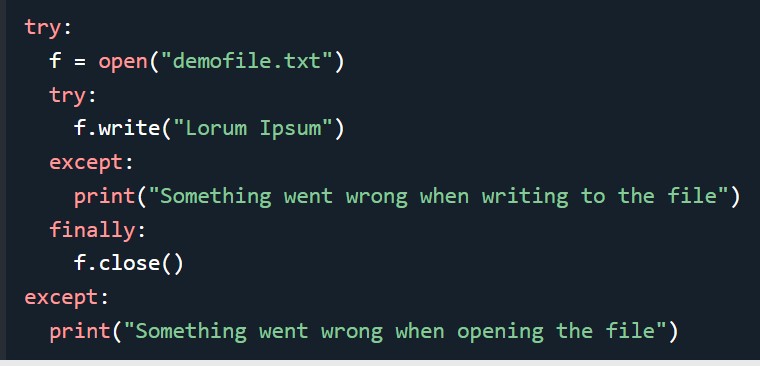 try:
  f = open("demofile.txt")
  try:
    f.write("Lorum Ipsum")
  except:
    print("Something went wrong when writing to the file")
  finally:
    f.close()
except:
  print("Something went wrong when opening the file")